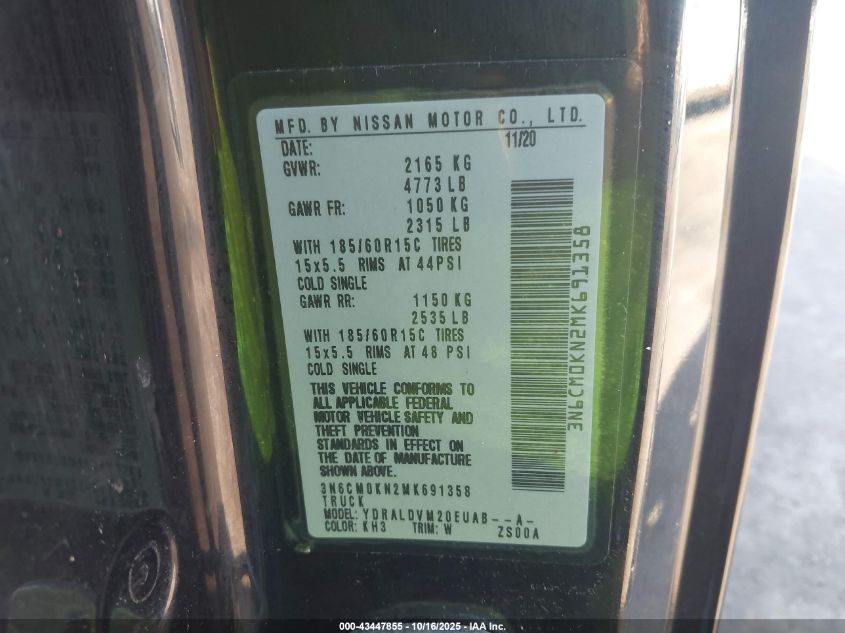 MFD. BY NISSAN MOTOR CO., LTD.
DATE: 11/20
GVWR: 2165 KG
4773 LB
GAWR FR: 1050 KG
2315 LB
WITH 185/60R15C TIRES
15x5.5 RIMS AT 44PSI
COLD SINGLE
GAWR RR: 1150 KG
2535 LB
WITH 185/60R15C TIRES
15x5.5 RIMS AT 48 PSI
COLD SINGLE
THIS VEHICLE CONFORMS TO
ALL APPLICABLE FEDERAL
MOTOR VEHICLE SAFETY AND
THEFT PREVENTION
STANDARDS IN EFFECT ON
THE DATE OF MANUFACTURE
SHOWN ABOVE.
3N6CM0KN2MK691358
TRUCK
MODEL: YDRALDVM20EUAB--A-
COLOR: KH3 TRIM: W ZS00A
3N6CM0KN2MK691358
000-43447855 | 10/16/2025 | IAA Inc.